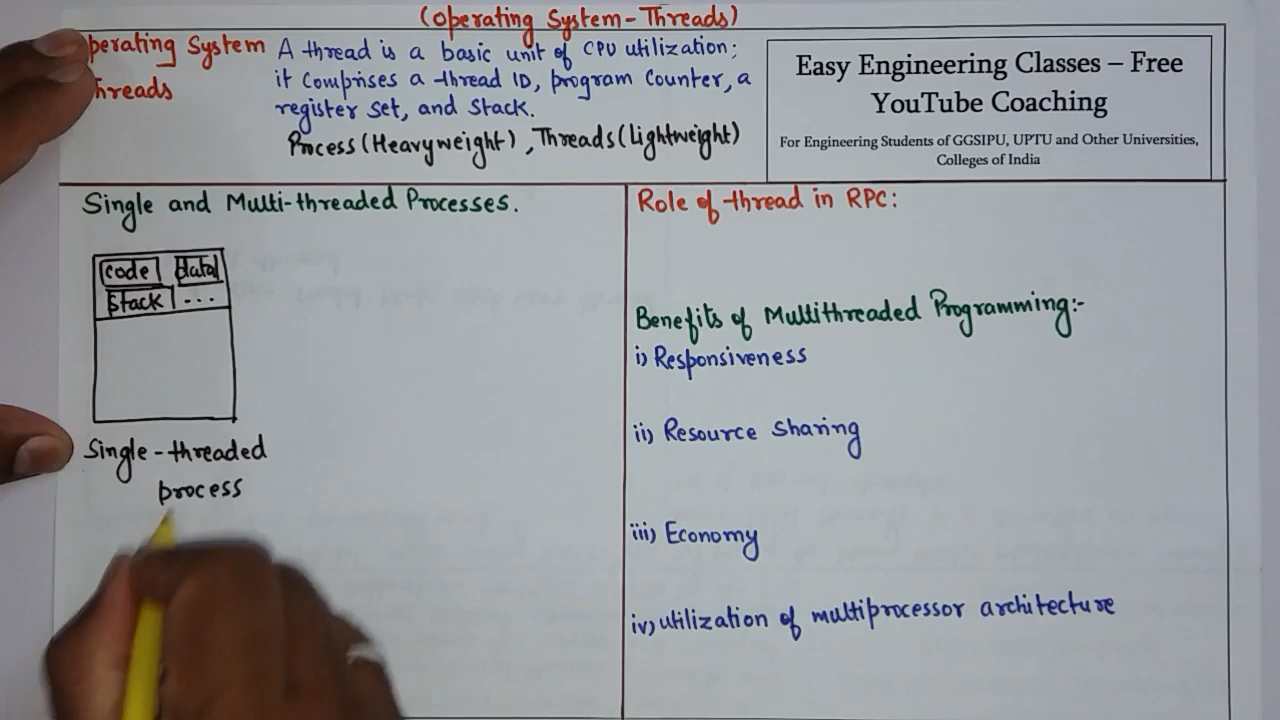 (Operating System-Threads)
perating System
hreads
A thread is a basic unit of CPU utilization;
it comprises a thread ID, program counter, a
register set, and stack.
Process (Heavyweight), Threads (Lightweight)
Easy Engineering Classes – Free
YouTube Coaching
For Engineering Students of GGSIPU, UPTU and Other Universities,
Colleges of India
Single and Multi-threaded Processes.
code data
stack ...
Single-threaded
process
Role of thread in RPC:
Benefits of Multithreaded Programming:-
i) Responsiveness
ii) Resource Sharing
iii) Economy
iv) utilization of multiprocessor architecture